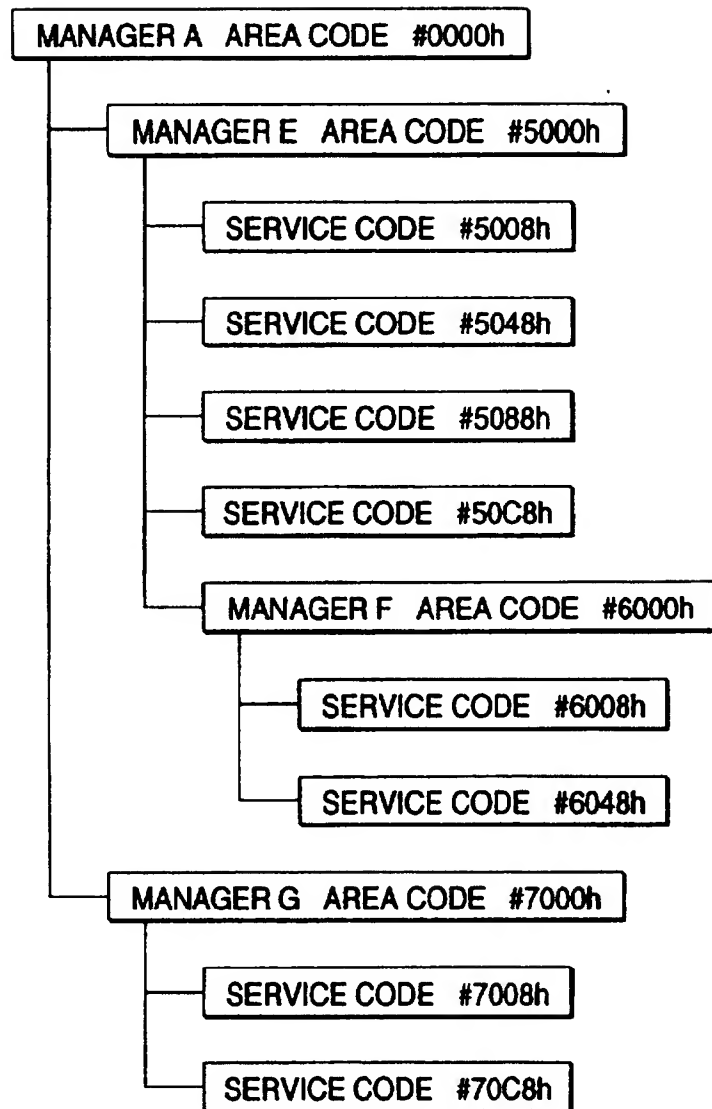 MANAGER A AREA CODE #0000h
MANAGER E AREA CODE #5000h
SERVICE CODE #5008h
SERVICE CODE #5048h
SERVICE CODE #5088h
SERVICE CODE #50C8h
MANAGER F AREA CODE #6000h
SERVICE CODE #6008h
SERVICE CODE #6048h
MANAGER G AREA CODE #7000h
SERVICE CODE #7008h
SERVICE CODE #70C8h